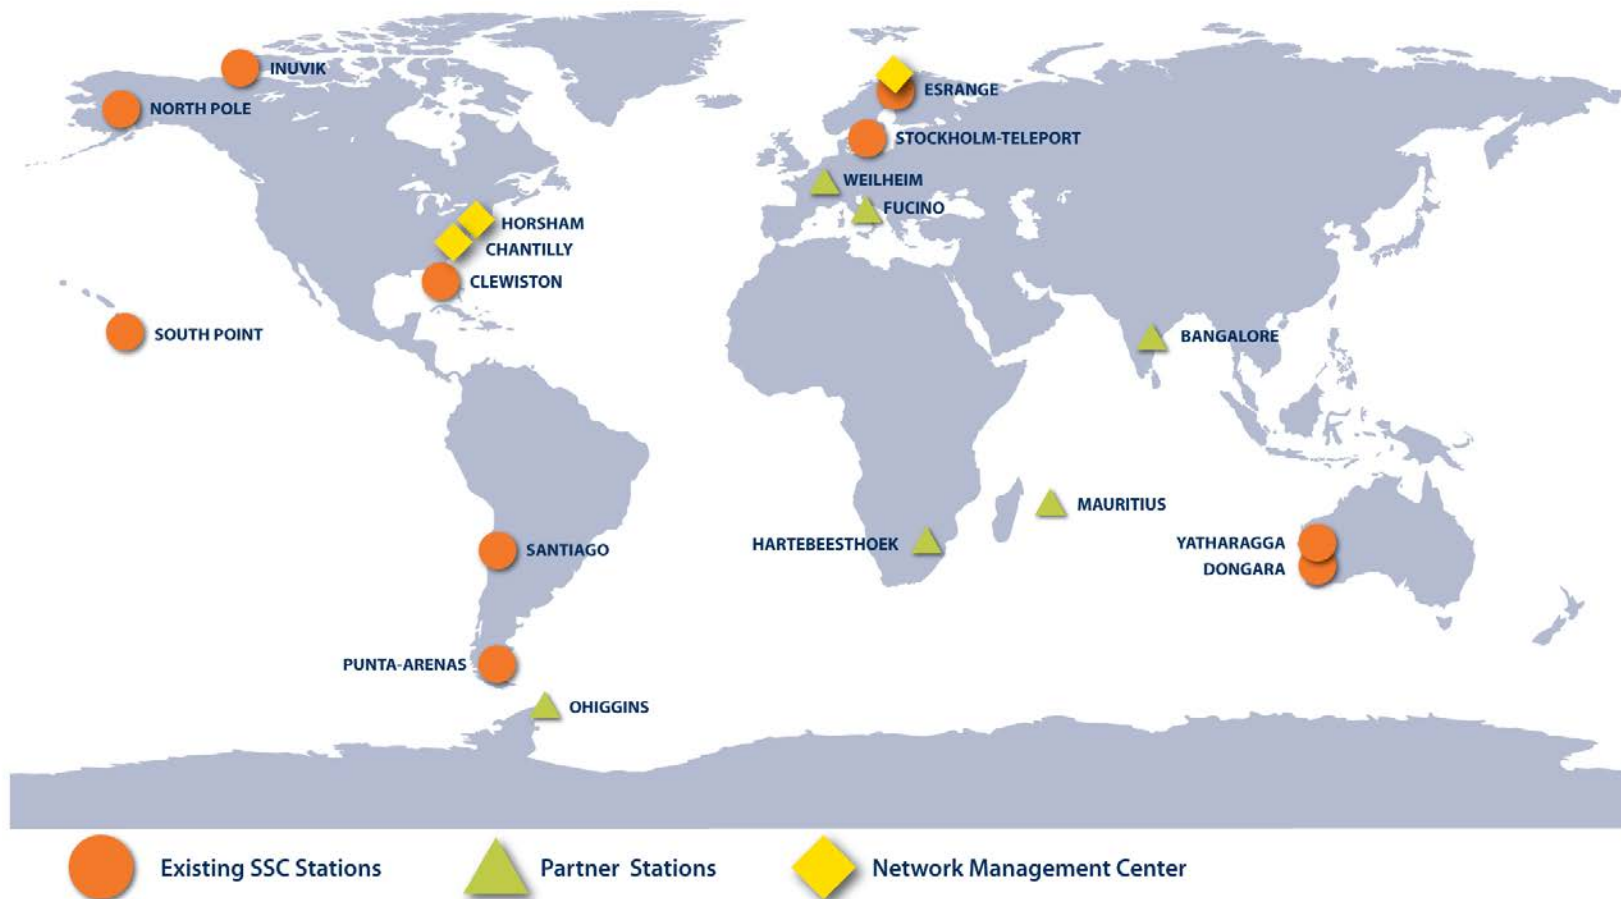 INUVIK
NORTH POLE
ESRANGE
STOCKHOLM-TELEPORT
WEILHEIM
FUCINO
HORSHAM
CHANTILLY
CLEWISTON
SOUTH POINT
BANGALORE
MAURITIUS
HARTEBEESTHOEK
YATHARAGGA
DONGARA
SANTIAGO
PUNTA-ARENAS
OHIGGINS
Existing SSC Stations
Partner Stations
Network Management Center